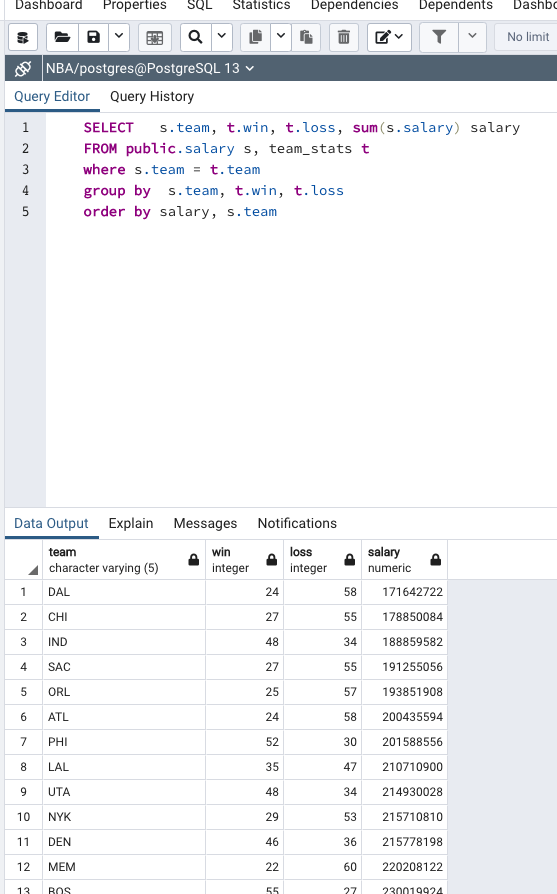 Dashboard Properties SQL Statistics Dependencies Dependents Dashbo
No limit
NBA/postgres@PostgreSQL 13
Query Editor Query History
1 SELECT s.team, t.win, t.loss, sum(s.salary) salary
2 FROM public.salary s, team_stats t
3 where s.team = t.team
4 group by s.team, t.win, t.loss
5 order by salary, s.team
Data Output Explain Messages Notifications
team win loss salary
character varying (5) integer integer numeric
1 DAL 24 58 171642722
2 CHI 27 55 178850084
3 IND 48 34 188859582
4 SAC 27 55 191255056
5 ORL 25 57 193851908
6 ATL 24 58 200435594
7 PHI 52 30 201588556
8 LAL 35 47 210710900
9 UTA 48 34 214930028
10 NYK 29 53 215710810
11 DEN 46 36 215778198
12 MEM 22 60 220208122
13 BOS 55 27 230019924